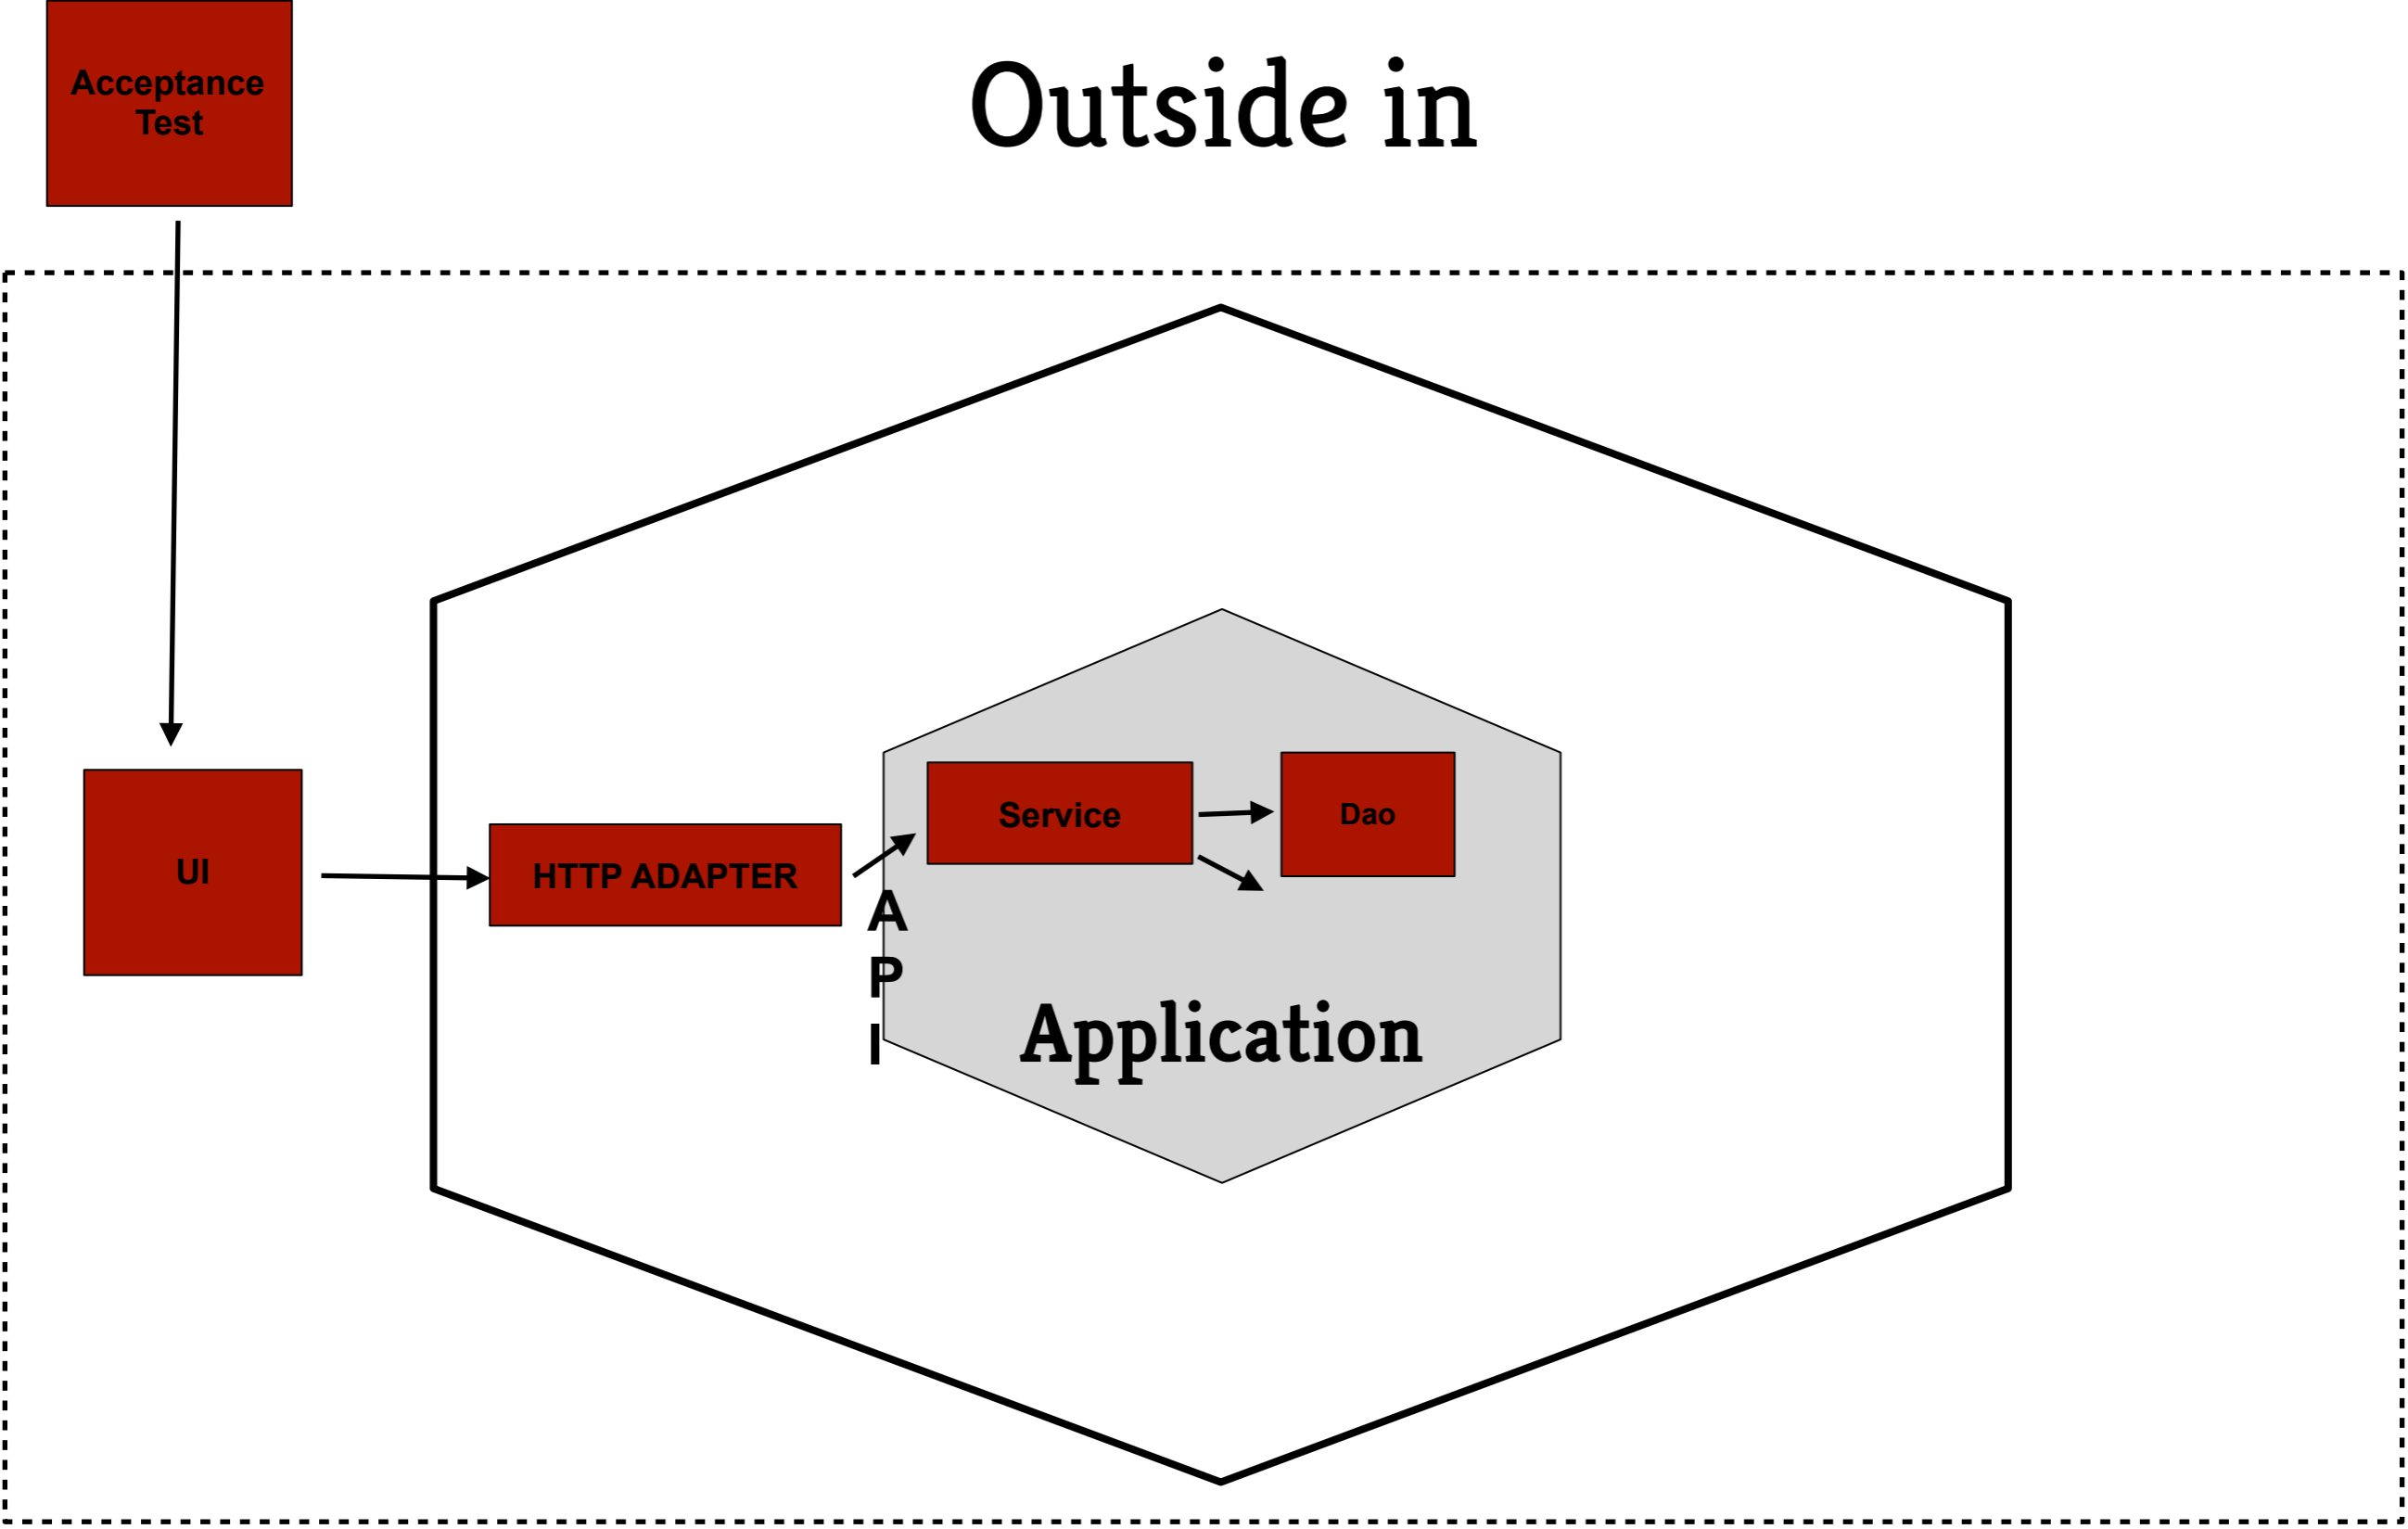 Outside in
Acceptance
Test
UI
HTTP ADAPTER
Service
Dao
A
P
I
Application